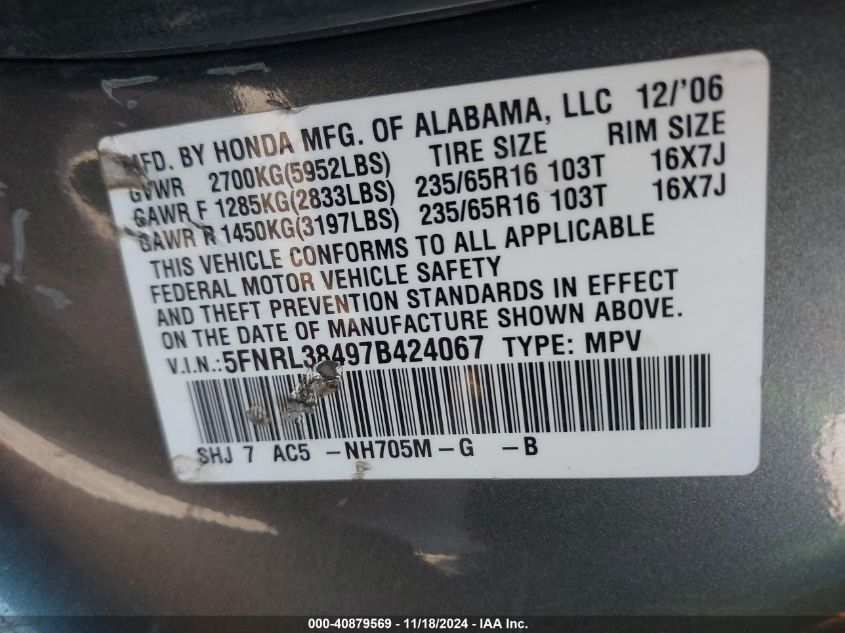 MFD. BY HONDA MFG. OF ALABAMA, LLC 12/'06
GVWR 2700KG(5952LBS) TIRE SIZE RIM SIZE
GAWR F 1285KG(2833LBS) 235/65R16 103T 16X7J
GAWR R 1450KG(3197LBS) 235/65R16 103T 16X7J
THIS VEHICLE CONFORMS TO ALL APPLICABLE
FEDERAL MOTOR VEHICLE SAFETY
AND THEFT PREVENTION STANDARDS IN EFFECT
ON THE DATE OF MANUFACTURE SHOWN ABOVE.
V.I.N.:5FNRL38497B424067 TYPE: MPV
SHJ 7 AC5 -NH705M-G -B
000-40879569 - 11/18/2024 - IAA Inc.